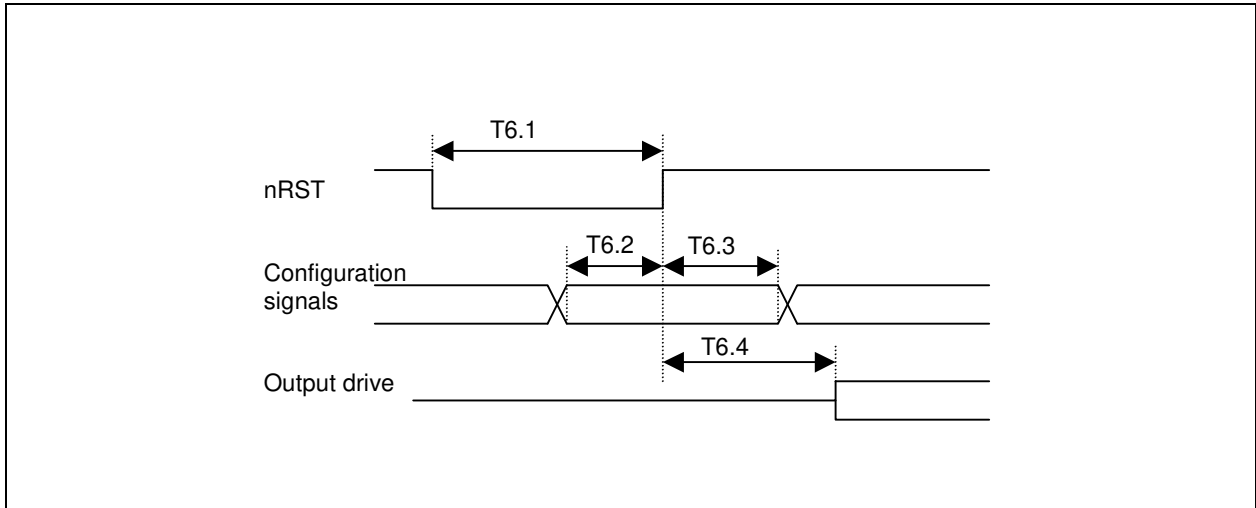 T6.1
nRST
T6.2
T6.3
Configuration
signals
T6.4
Output drive